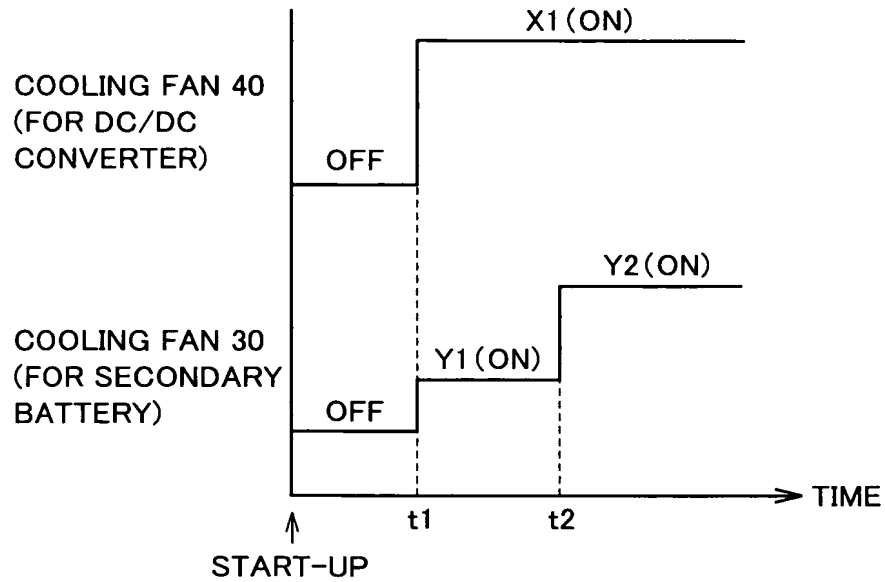 X1(ON)
COOLING FAN 40
(FOR DC/DC
CONVERTER)
OFF
Y2(ON)
COOLING FAN 30
(FOR SECONDARY
BATTERY)
Y1(ON)
OFF
TIME
t1
t2
START-UP